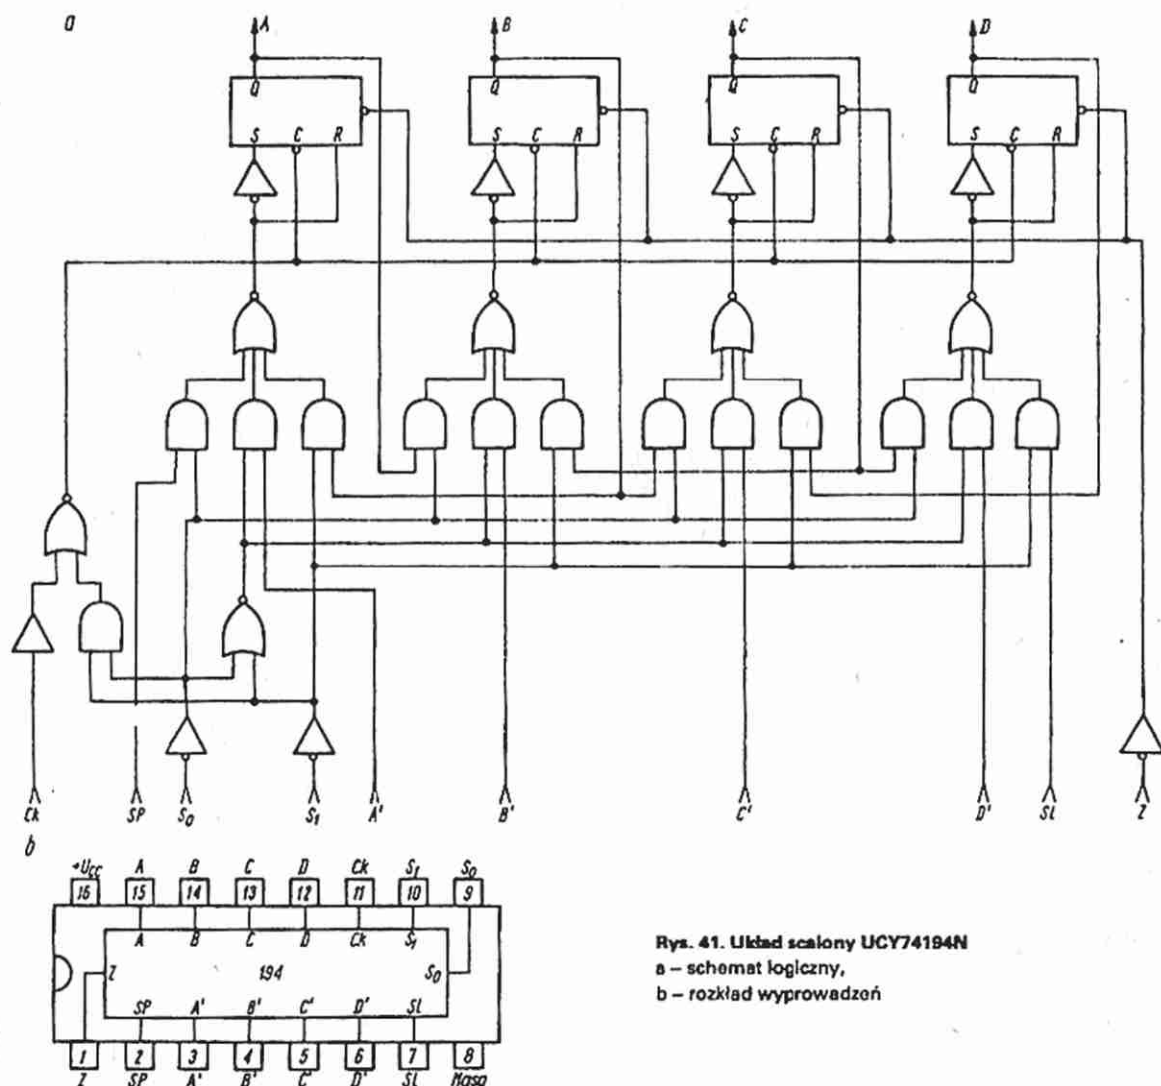 a
A B C D
Q Q Q Q
S C R S C R S C R S C R
Ck SP S0 S1 A' B' C' D' SL Z
b
+UCC A B C D Ck S1 S0
16 15 14 13 12 11 10 9
A B C D Ck S1
Z 194 S0
SP A' B' C' D' SL
1 2 3 4 5 6 7 8
Z SP A' B' C' D' SL Masa
Rys. 41. Układ scalony UCY74194N
a – schemat logiczny,
b – rozkład wyprowadzeń